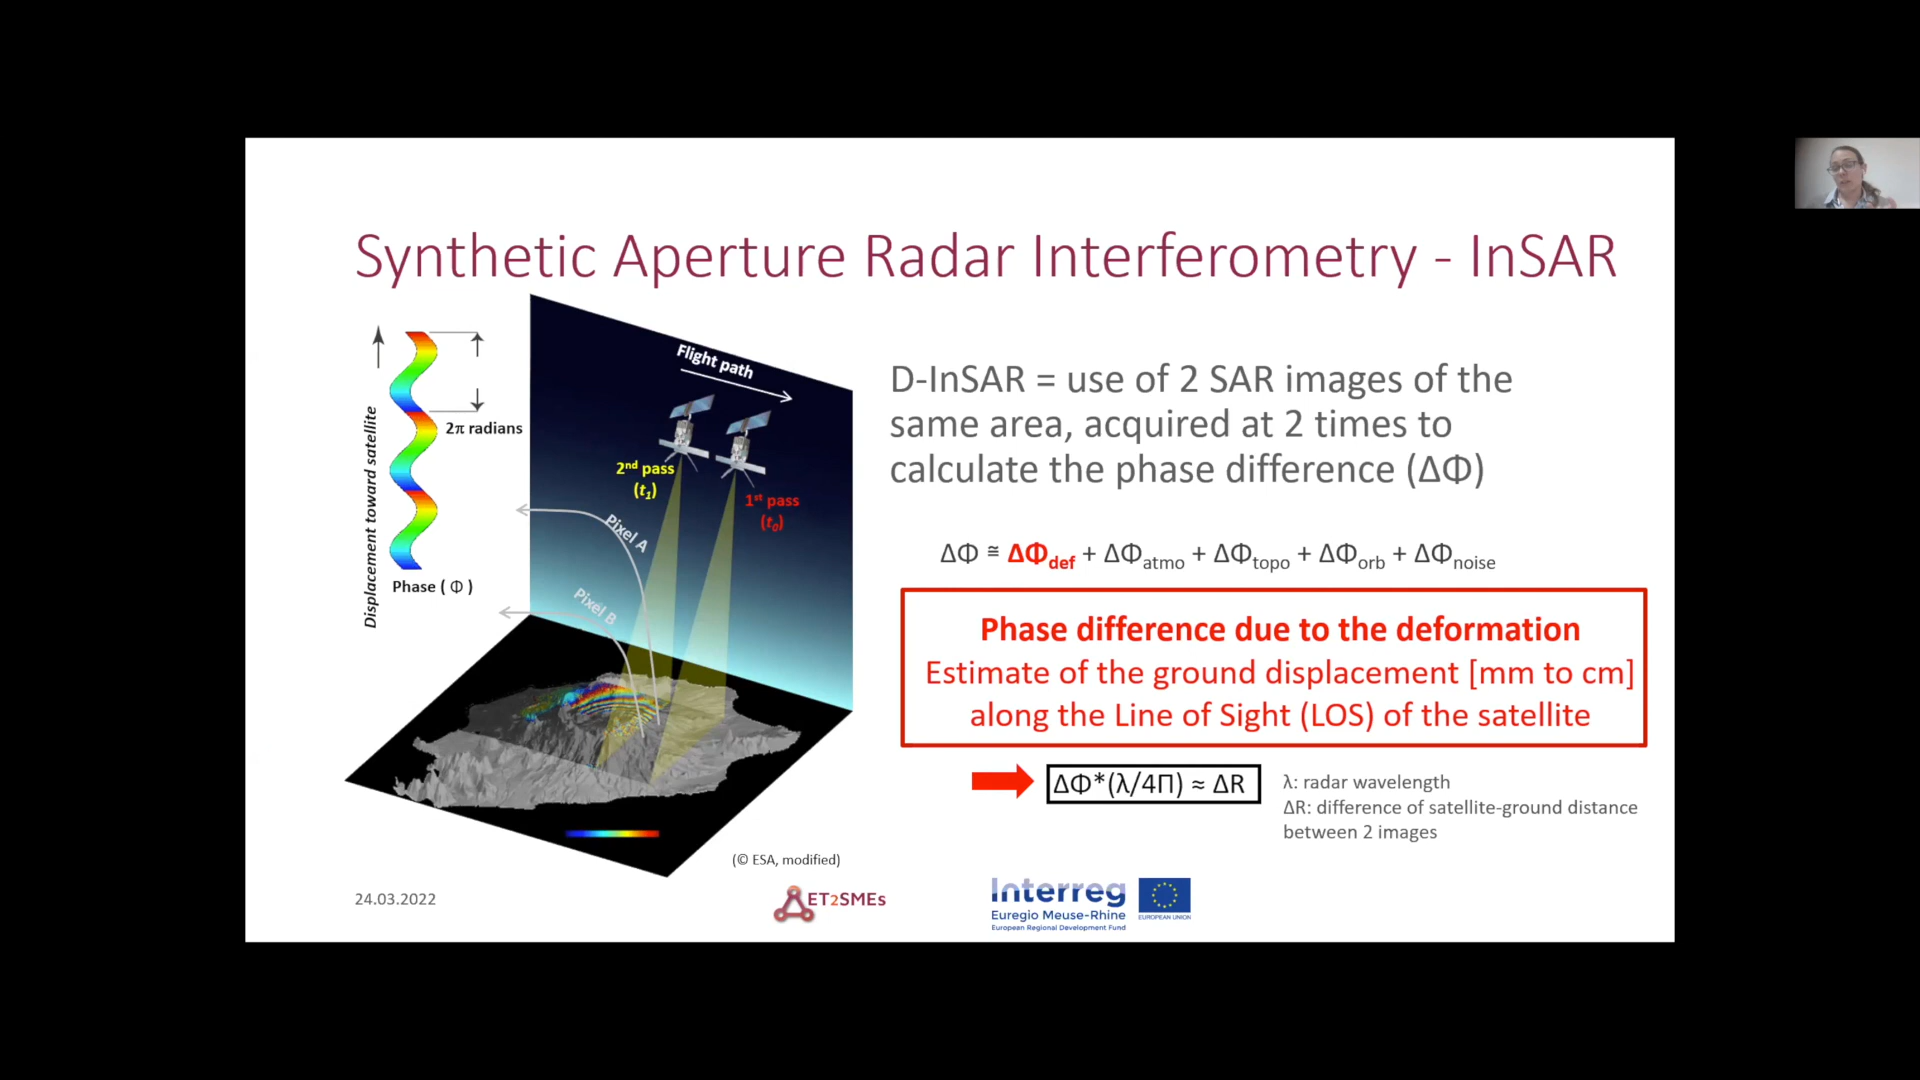 Synthetic Aperture Radar Interferometry - InSAR
Displacement toward satellite
2π radians
Phase ( Φ )
Flight path
2nd pass
(t1)
1st pass
(t0)
Pixel A
Pixel B
(© ESA, modified)
D-InSAR = use of 2 SAR images of the
same area, acquired at 2 times to
calculate the phase difference (ΔΦ)
ΔΦ ≅ ΔΦdef + ΔΦatmo + ΔΦtopo + ΔΦorb + ΔΦnoise
Phase difference due to the deformation
Estimate of the ground displacement [mm to cm]
along the Line of Sight (LOS) of the satellite
ΔΦ*(λ/4Π) ≈ ΔR
λ: radar wavelength
ΔR: difference of satellite-ground distance
between 2 images
24.03.2022
ET2SMEs
Interreg
Euregio Meuse-Rhine
European Regional Development Fund
EUROPEAN UNION